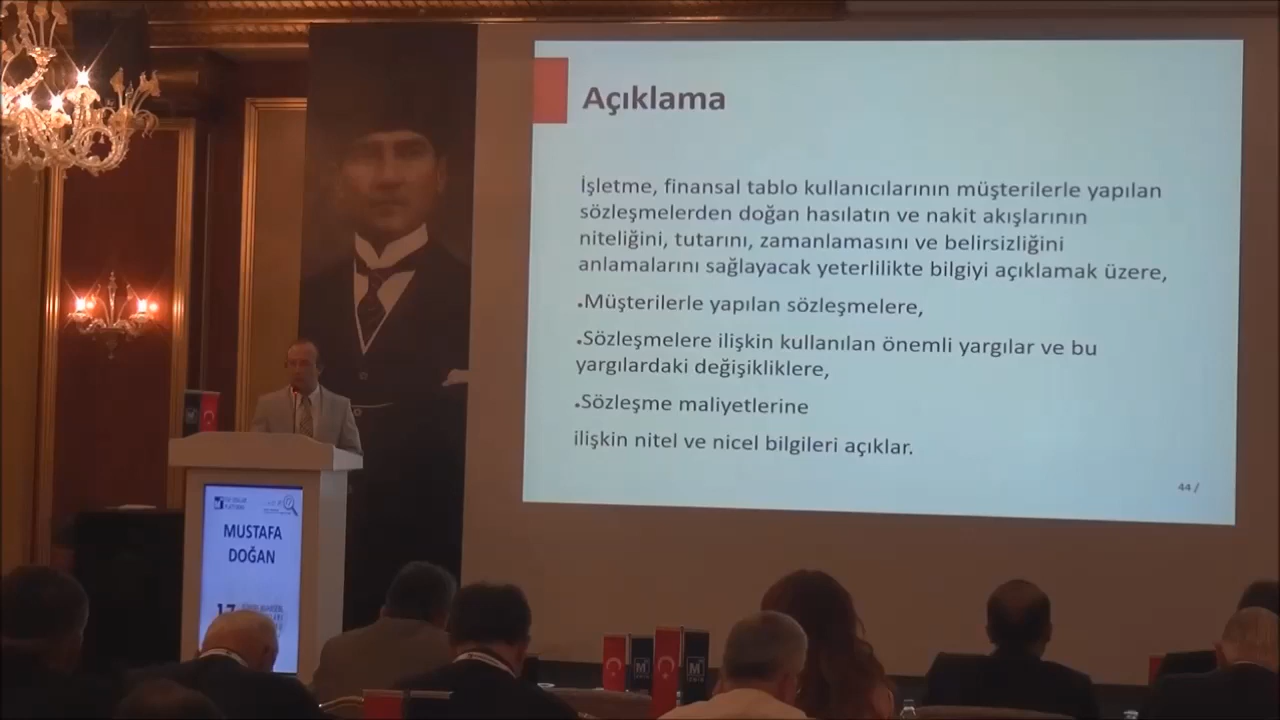 Açıklama
İşletme, finansal tablo kullanıcılarının müşterilerle yapılan
sözleşmelerden doğan hasılatın ve nakit akışlarının
niteliğini, tutarını, zamanlamasını ve belirsizliğini
anlamalarını sağlayacak yeterlilikte bilgiyi açıklamak üzere,
•Müşterilerle yapılan sözleşmelere,
•Sözleşmelere ilişkin kullanılan önemli yargılar ve bu
yargılardaki değişikliklere,
•Sözleşme maliyetlerine
ilişkin nitel ve nicel bilgileri açıklar.
44 /
MUSTAFA
DOĞAN
17